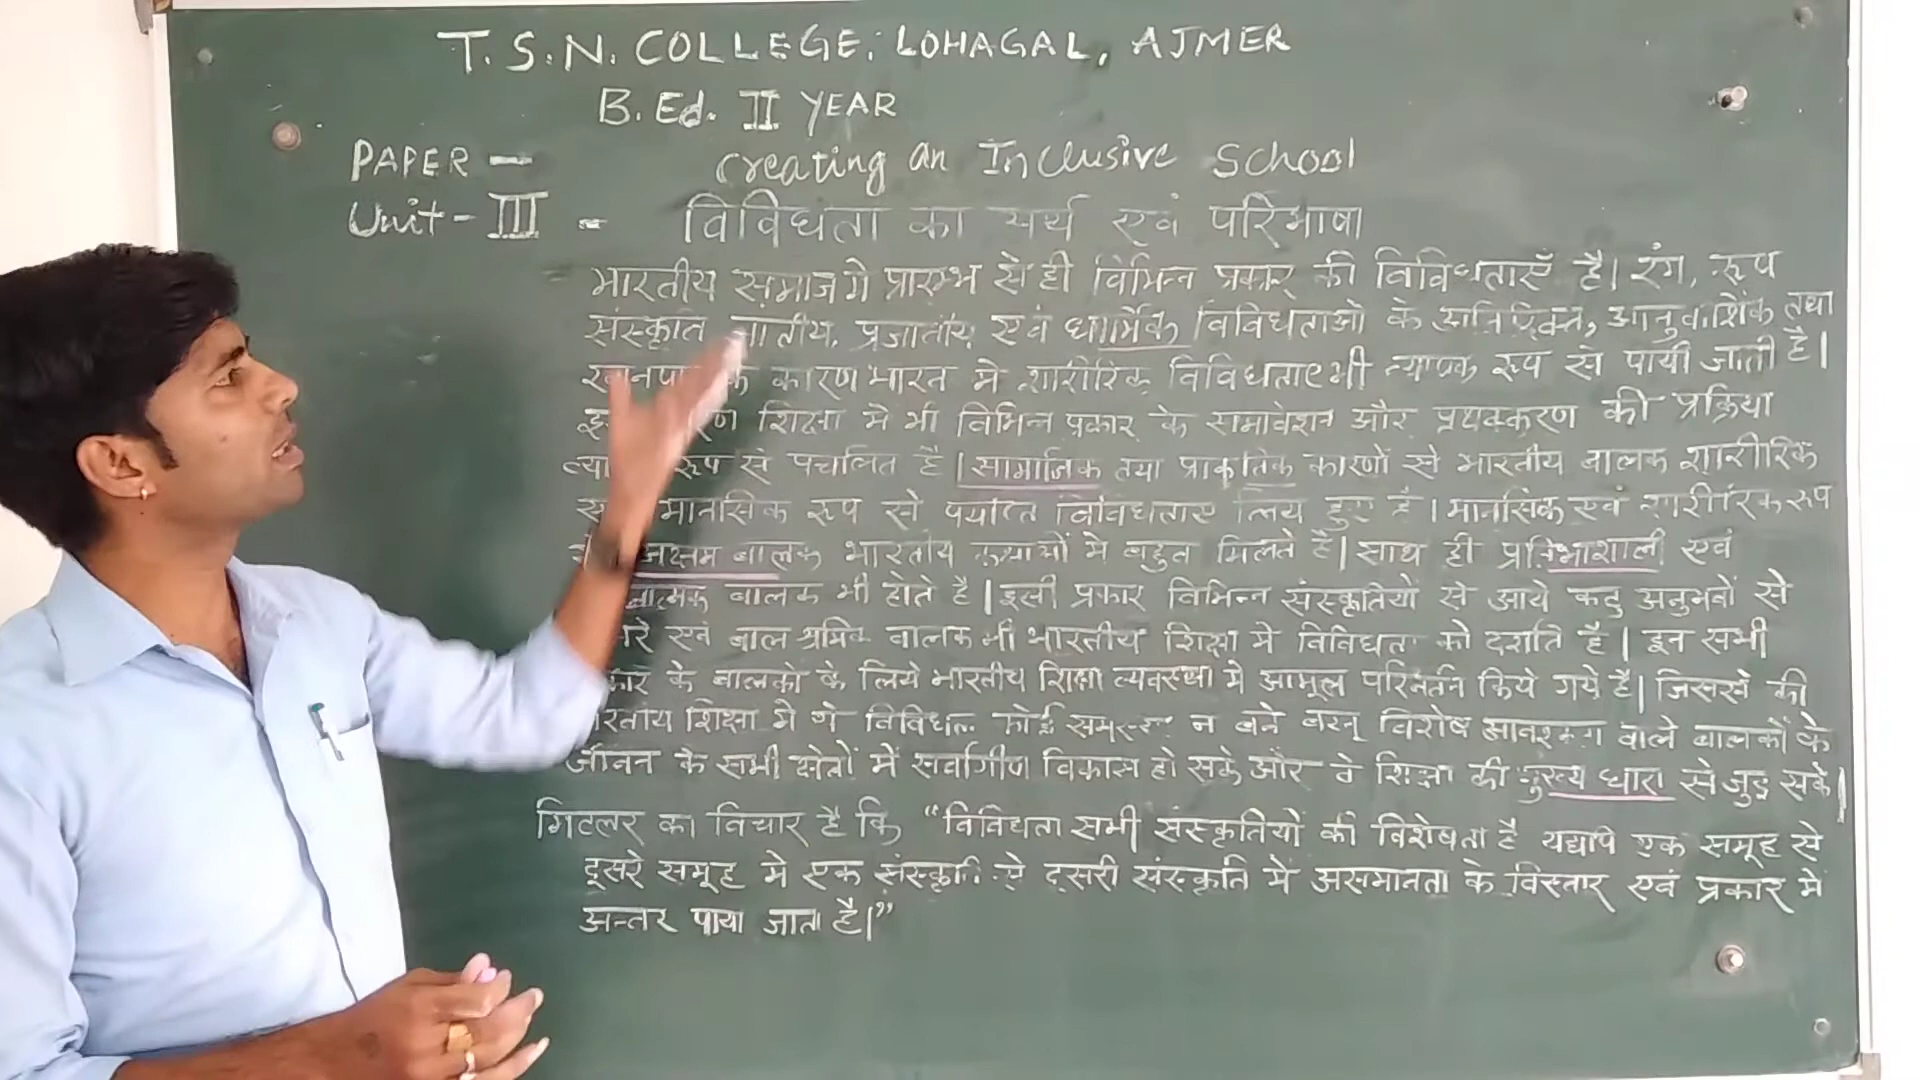 T. S. N. COLLEGE, LOHAGAL, AJMER
B. Ed. II YEAR
PAPER – Creating an Inclusive School
Unit - III - विविधता का अर्थ एवं परिभाषा
भारतीय समाज मे प्रारम्भ से ही विभिन्न प्रकार की विविधताएँ है। रंग, रूप
संस्कृति जातीय, प्रजातीय एवं धार्मिक विविधताओ के अतिरिक्त, आनुवांशिक तथा
के कारण भारत मे शारीरिक विविधताए भी व्यापक रूप से पायी जाती है।
शिक्षा मे भी विभिन्न प्रकार के समावेशन और प्रथक्करण की प्रक्रिया
रूप से प्रचलित है। सामाजिक तथा प्राकृतिक कारणों से भारतीय बालक शारीरिक
मानसिक रूप से पर्याप्त विविधताए लिये हुए है। मानसिक एवं शारीरिक रूप
बालक भारतीय कक्षाओं मे बहुत मिलते है। साथ ही प्रतिभाशाली एवं
बालक भी होते है। इसी प्रकार विभिन्न संस्कृतियो से आये कटु अनुभवों से
एवं बाल श्रमिक बालक भी भारतीय शिक्षा मे विविधता को दर्शाते है। इन सभी
के बालको के लिये भारतीय शिक्षा व्यवस्था मे आमूल परिवर्तन किये गये है। जिससे की
शिक्षा मे ये विविधता कोई समस्या न बने वरन् विशेष आवश्यकता वाले बालकों के
जीवन के सभी क्षेत्रों में सर्वांगीण विकास हो सके और वे शिक्षा की मुख्य धारा से जुड़ सके।
मिटलर का विचार है कि "विविधता सभी संस्कृतियों की विशेषता है यद्यपि एक समूह से
दूसरे समूह मे एक संस्कृति से दूसरी संस्कृति में असमानता के विस्तार एवं प्रकार मे
अन्तर पाया जाता है।"